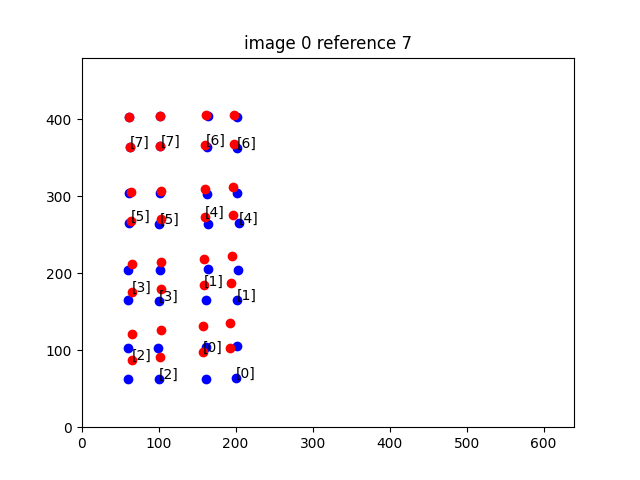 image 0 reference 7
400
[7] [7] [6] [6]
300
[5] [5] [4] [4]
200
[3] [3] [1] [1]
100
[2] [2] [0] [0]
0
0 100 200 300 400 500 600